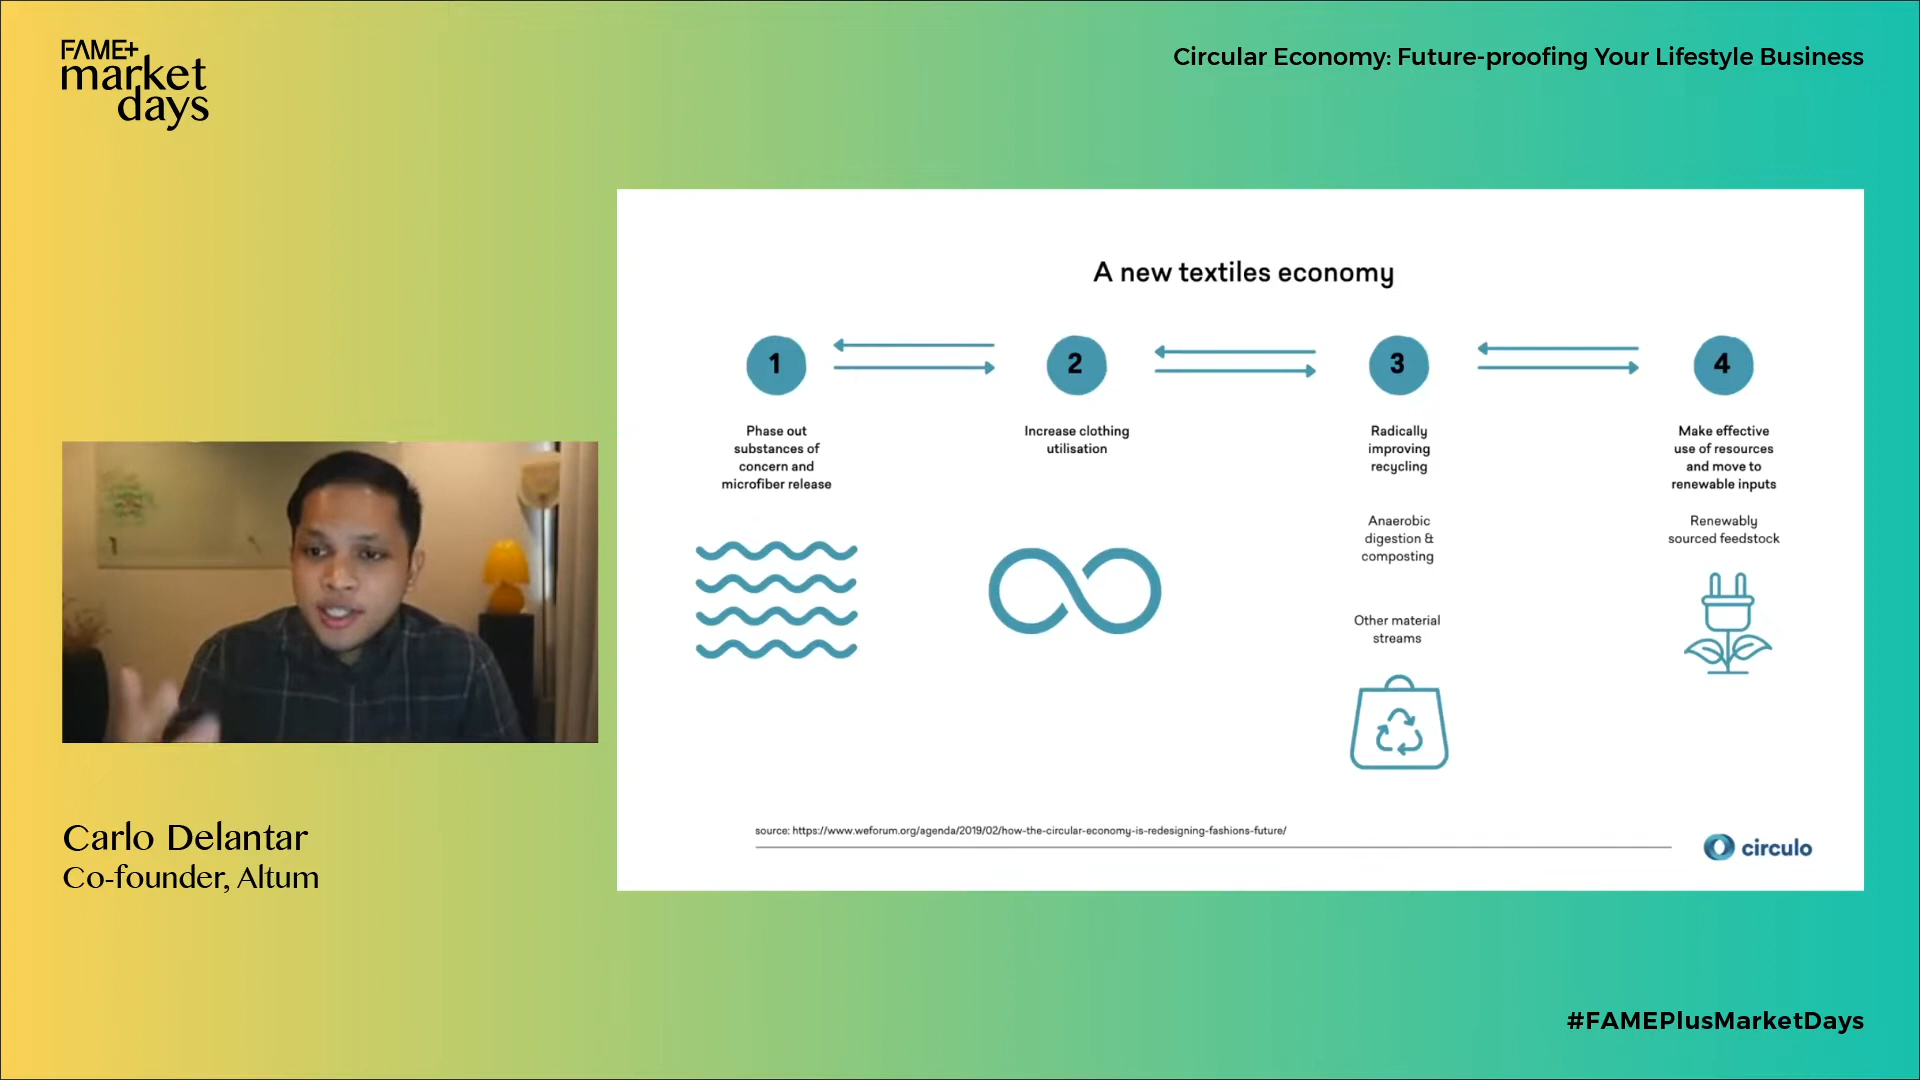 FAME+
market
days
Circular Economy: Future-proofing Your Lifestyle Business
A new textiles economy
1
2
3
4
Phase out
substances of
concern and
microfiber release
Increase clothing
utilisation
Radically
improving
recycling
Anaerobic
digestion &
composting
Other material
streams
Make effective
use of resources
and move to
renewable inputs
Renewably
sourced feedstock
source: https://www.weforum.org/agenda/2019/02/how-the-circular-economy-is-redesigning-fashions-future/
circulo
Carlo Delantar
Co-founder, Altum
#FAMEPlusMarketDays